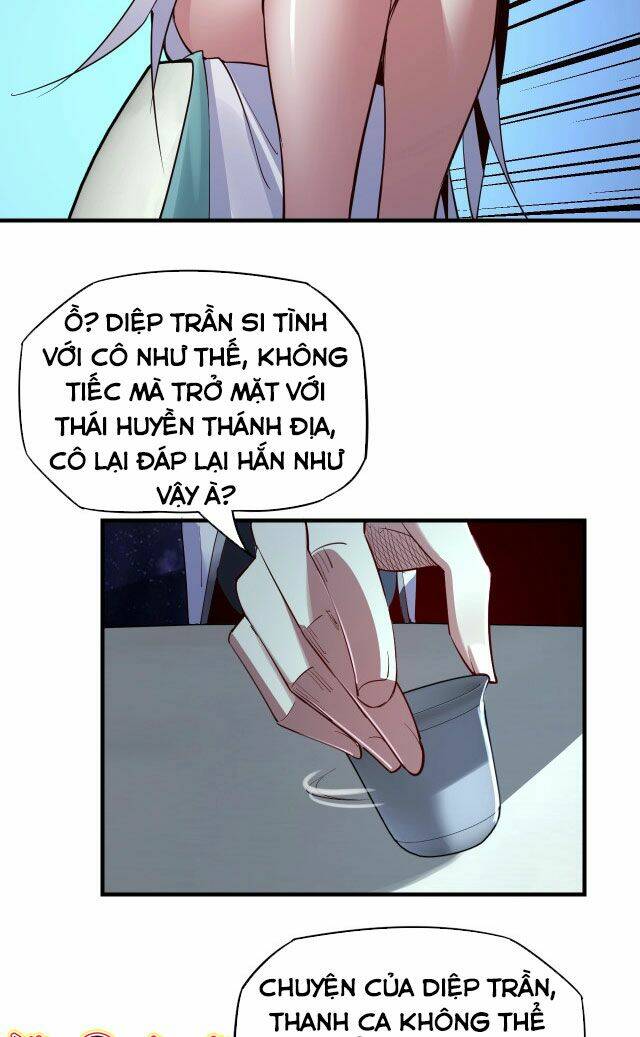 Ồ? DIỆP TRẦN SI TÌNH
VỚI CÔ NHƯ THẾ, KHÔNG
TIẾC MÀ TRỞ MẶT VỚI
THÁI HUYỀN THÁNH ĐỊA,
CÔ LẠI ĐÁP LẠI HẮN NHƯ
VẬY À?
CHUYỆN CỦA DIỆP TRẦN,
THANH CA KHÔNG THỂ